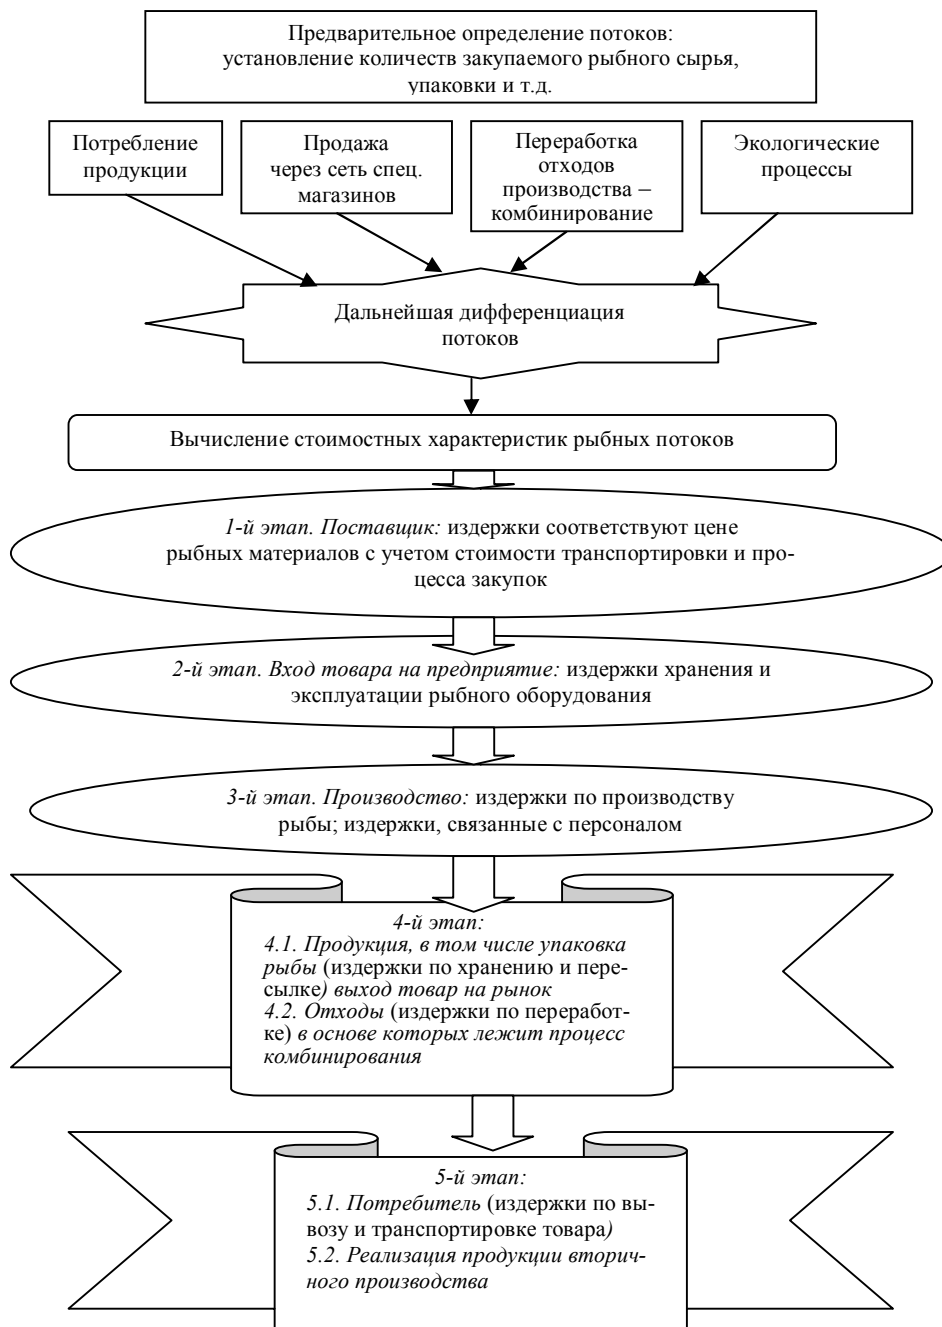 Предварительное определение потоков:
установление количеств закупаемого рыбного сырья,
упаковки и т.д.
Потребление
продукции
Продажа
через сеть спец.
магазинов
Переработка
отходов
производства –
комбинирование
Экологические
процессы
Дальнейшая дифференциация
потоков
Вычисление стоимостных характеристик рыбных потоков
1-й этап. Поставщик: издержки соответствуют цене
рыбных материалов с учетом стоимости транспортировки и про-
цесса закупок
2-й этап. Вход товара на предприятие: издержки хранения и
эксплуатации рыбного оборудования
3-й этап. Производство: издержки по производству
рыбы; издержки, связанные с персоналом
4-й этап:
4.1. Продукция, в том числе упаковка
рыбы (издержки по хранению и пере-
сылке) выход товар на рынок
4.2. Отходы (издержки по переработ-
ке) в основе которых лежит процесс
комбинирования
5-й этап:
5.1. Потребитель (издержки по вы-
возу и транспортировке товара)
5.2. Реализация продукции вторич-
ного производства